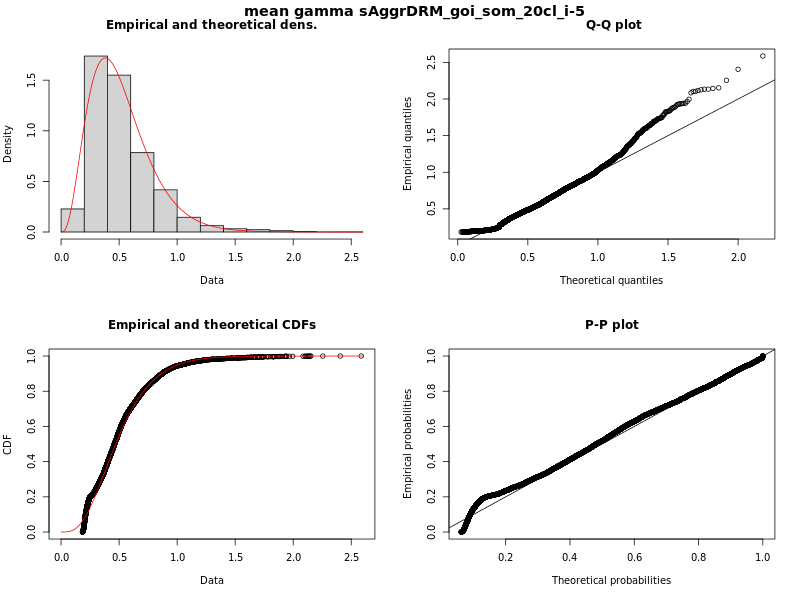 mean gamma sAggrDRM_goi_som_20cl_i-5
Empirical and theoretical dens.
Density
0.0 0.5 1.0 1.5
0.0 0.5 1.0 1.5 2.0 2.5
Data
Q-Q plot
Empirical quantiles
0.5 1.0 1.5 2.0 2.5
0.0 0.5 1.0 1.5 2.0
Theoretical quantiles
Empirical and theoretical CDFs
CDF
0.0 0.2 0.4 0.6 0.8 1.0
0.0 0.5 1.0 1.5 2.0 2.5
Data
P-P plot
Empirical probabilities
0.0 0.2 0.4 0.6 0.8 1.0
0.2 0.4 0.6 0.8 1.0
Theoretical probabilities